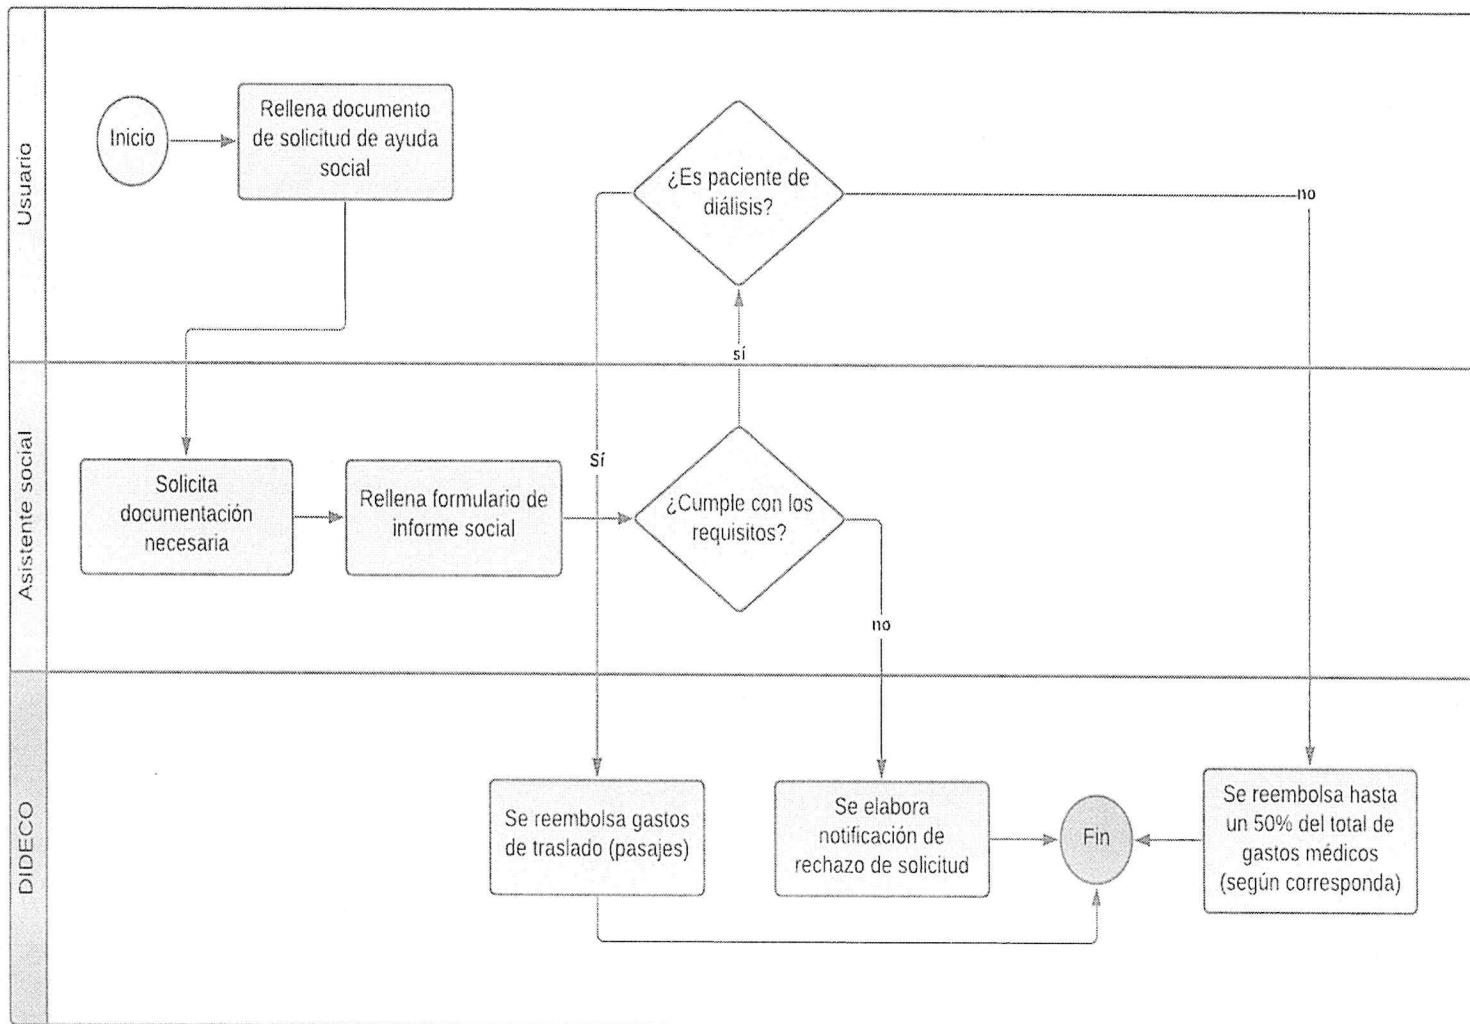 Usuario
Inicio
Rellena documento
de solicitud de ayuda
social
¿Es paciente de
diálisis?
no
Sí
sí
Asistente social
Solicita
documentación
necesaria
Rellena formulario de
informe social
¿Cumple con los
requisitos?
no
DIDECO
Se reembolsa gastos
de traslado (pasajes)
Se elabora
notificación de
rechazo de solicitud
Fin
Se reembolsa hasta
un 50% del total de
gastos médicos
(según corresponda)